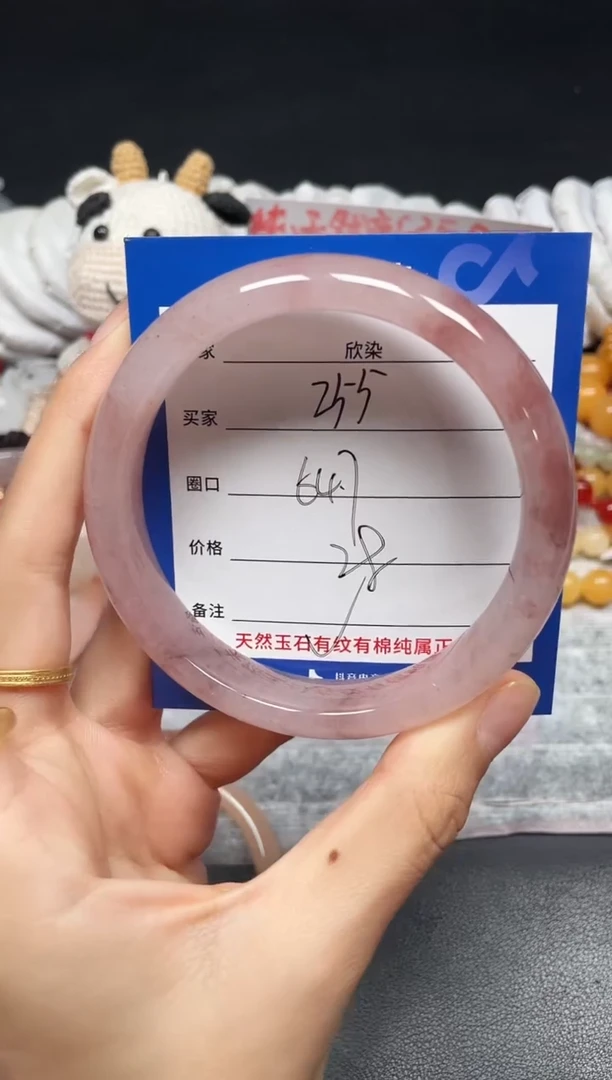 家 欣染
买家 255
圈口 64.7
价格 28
备注
天然玉石有纹有棉纯属正